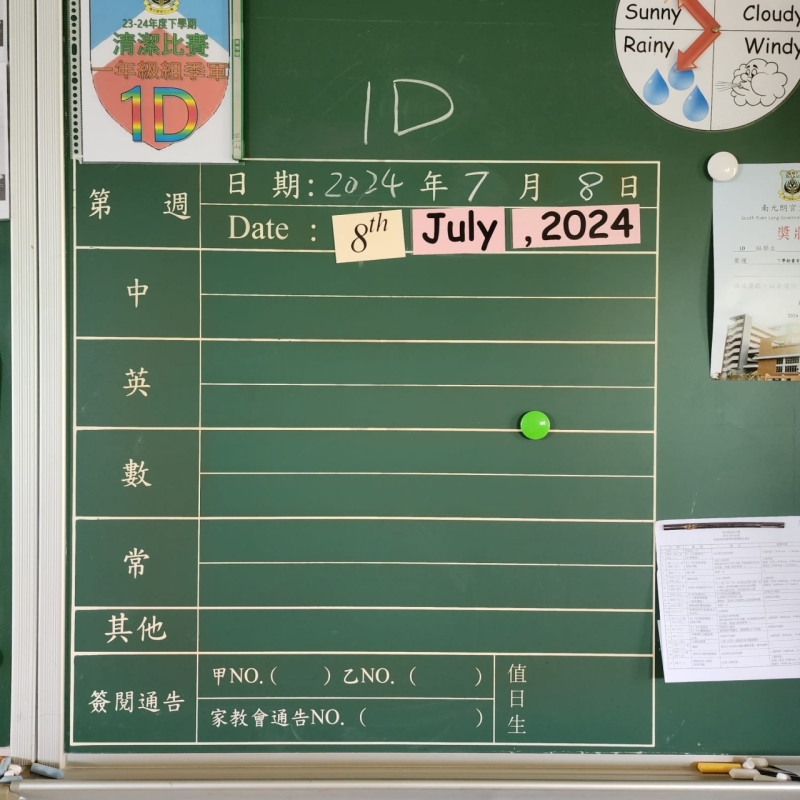 23-24年度下學期
清潔比賽
一年級組季軍
1D
1D
Sunny
Cloudy
Rainy
Windy
第 週
日 期:2024 年 7 月 8 日
Date : 8th July , 2024
中
英
數
常
其他
簽閱通告
甲NO.( ) 乙NO. ( )
家教會通告NO. ( )
值日生